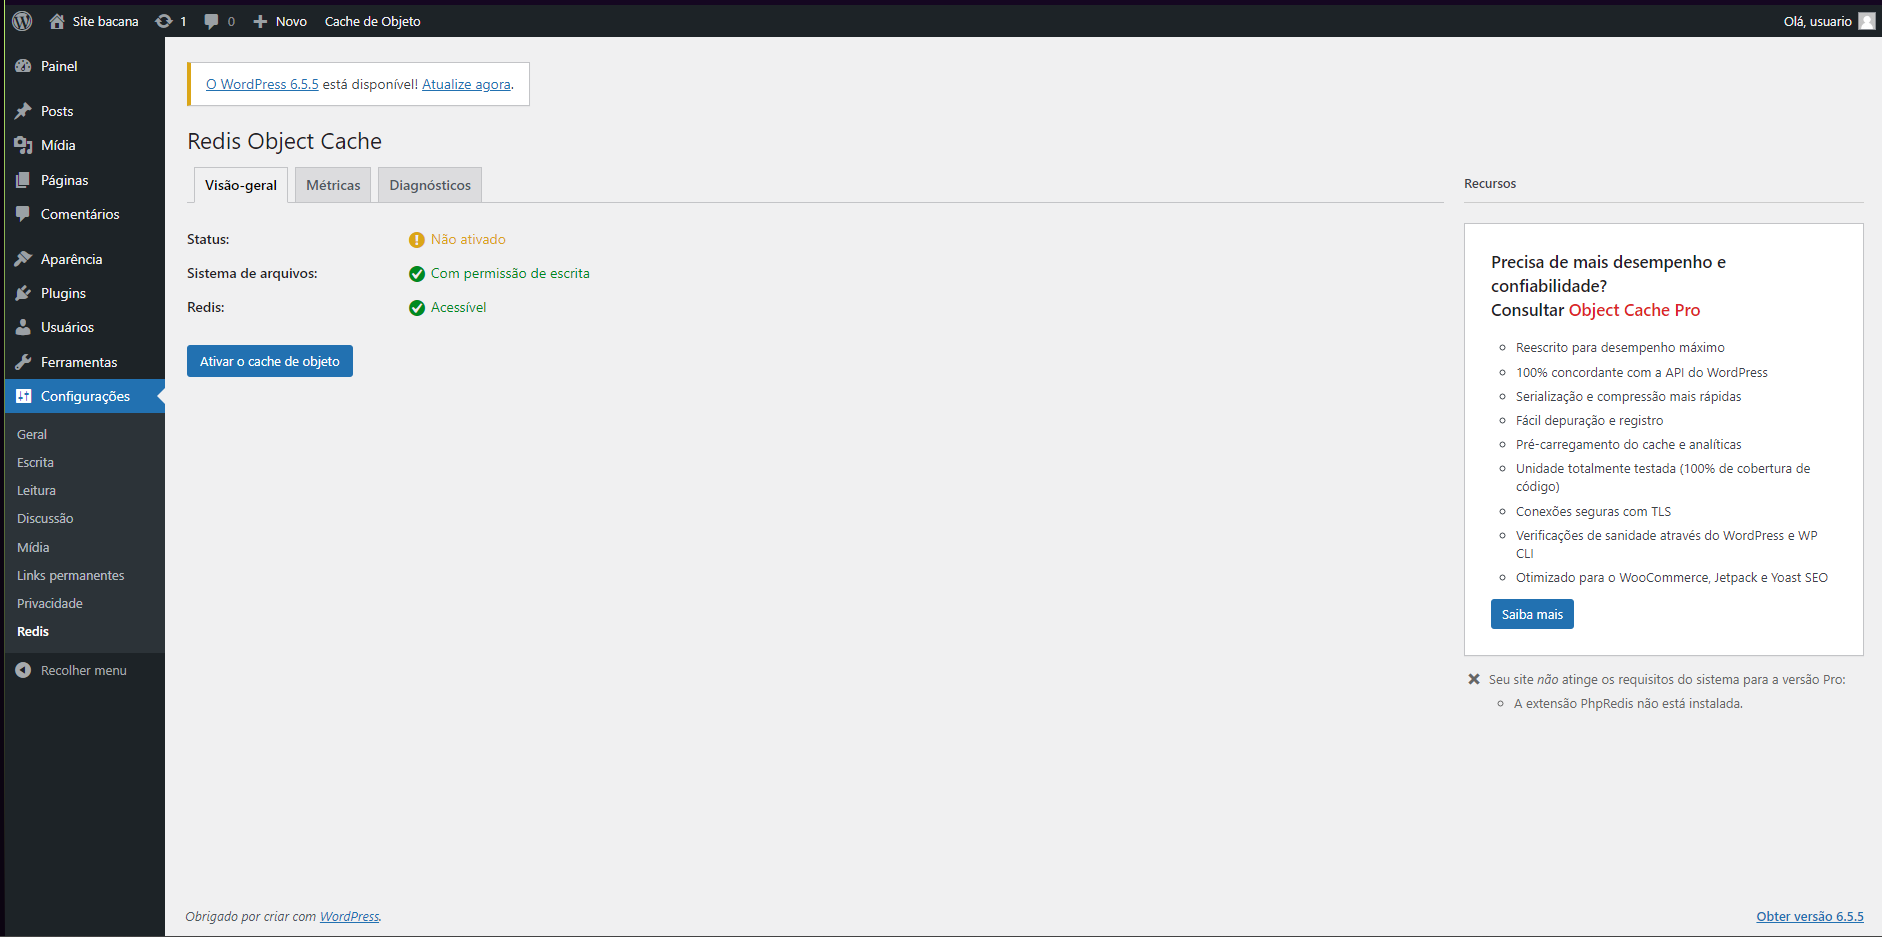 Site bacana 1 0 Novo Cache de Objeto Olá, usuario
Painel
Posts
Mídia
Páginas
Comentários
Aparência
Plugins
Usuários
Ferramentas
Configurações
Geral
Escrita
Leitura
Discussão
Mídia
Links permanentes
Privacidade
Redis
Recolher menu
O WordPress 6.5.5 está disponível! Atualize agora.
Redis Object Cache
Visão-geral Métricas Diagnósticos
Status: Não ativado
Sistema de arquivos: Com permissão de escrita
Redis: Acessível
Ativar o cache de objeto
Recursos
Precisa de mais desempenho e
confiabilidade?
Consultar Object Cache Pro
Reescrito para desempenho máximo
100% concordante com a API do WordPress
Serialização e compressão mais rápidas
Fácil depuração e registro
Pré-carregamento do cache e analíticas
Unidade totalmente testada (100% de cobertura de
código)
Conexões seguras com TLS
Verificações de sanidade através do WordPress e WP
CLI
Otimizado para o WooCommerce, Jetpack e Yoast SEO
Saiba mais
Seu site não atinge os requisitos do sistema para a versão Pro:
A extensão PhpRedis não está instalada.
Obrigado por criar com WordPress.
Obter versão 6.5.5